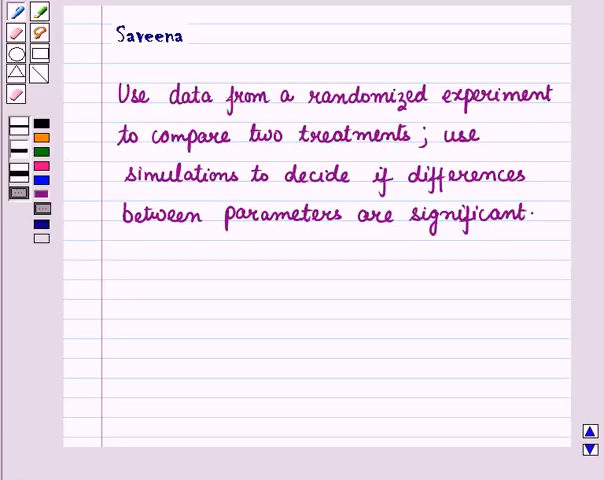 Saveena
Use data from a randomized experiment
to compare two treatments; use
simulations to decide if differences
between parameters are significant.